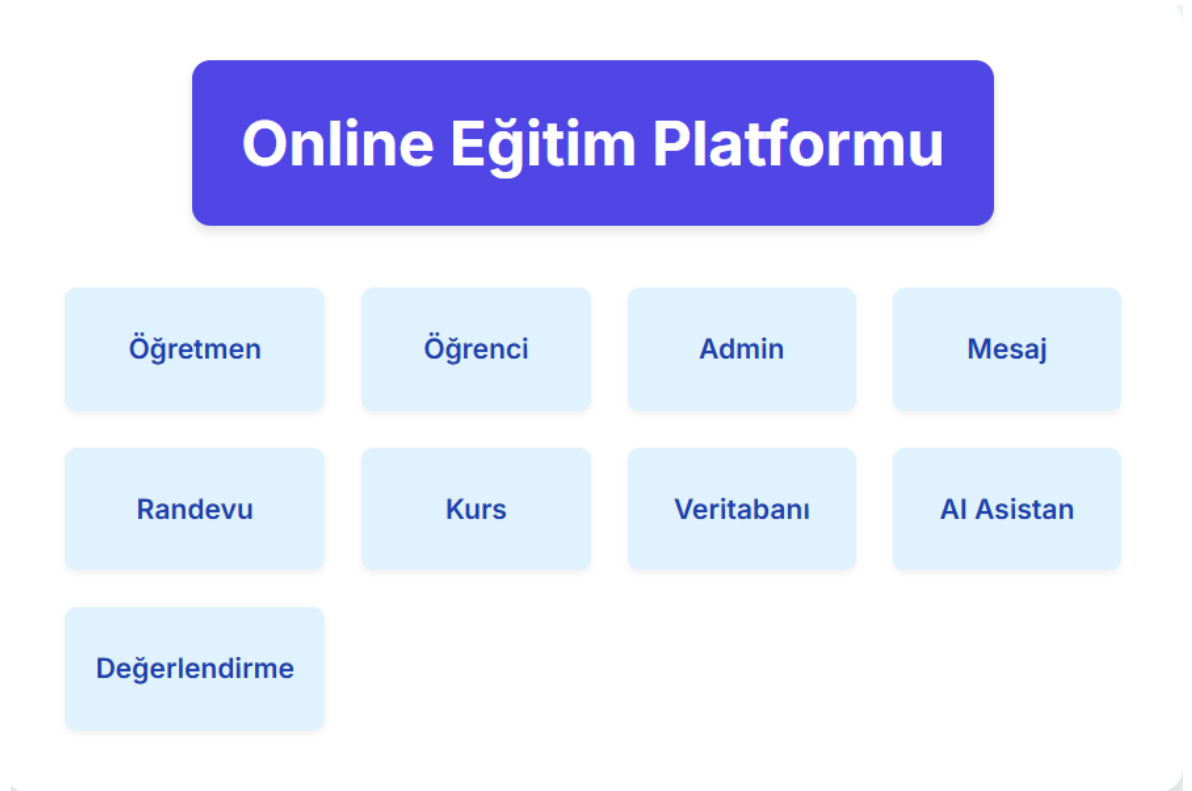 Online Eğitim Platformu
Öğretmen
Öğrenci
Admin
Mesaj
Randevu
Kurs
Veritabanı
AI Asistan
Değerlendirme